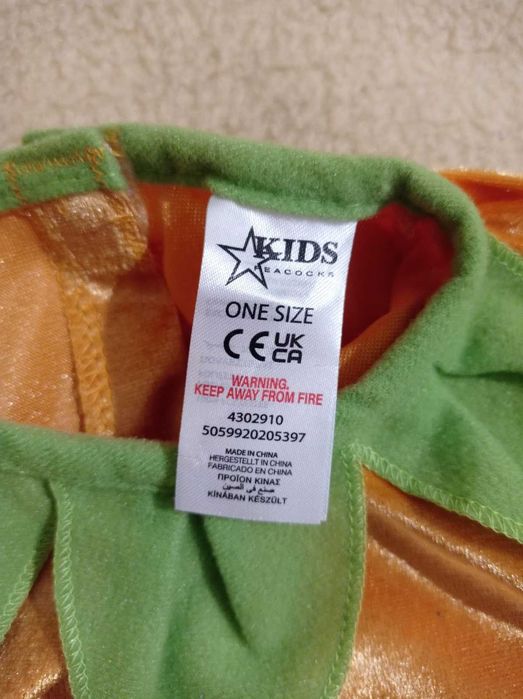 KIDS
PEACOCKS
ONE SIZE
CE UK
CA
WARNING.
KEEP AWAY FROM FIRE
4302910
5059920205397
MADE IN CHINA
HERGESTELLT IN CHINA
FABRICADO EN CHINA
ΠΡΟΪΟΝ ΚΙΝΑΣ
صنع في الصين
KÍNÁBAN KÉSZÜLT